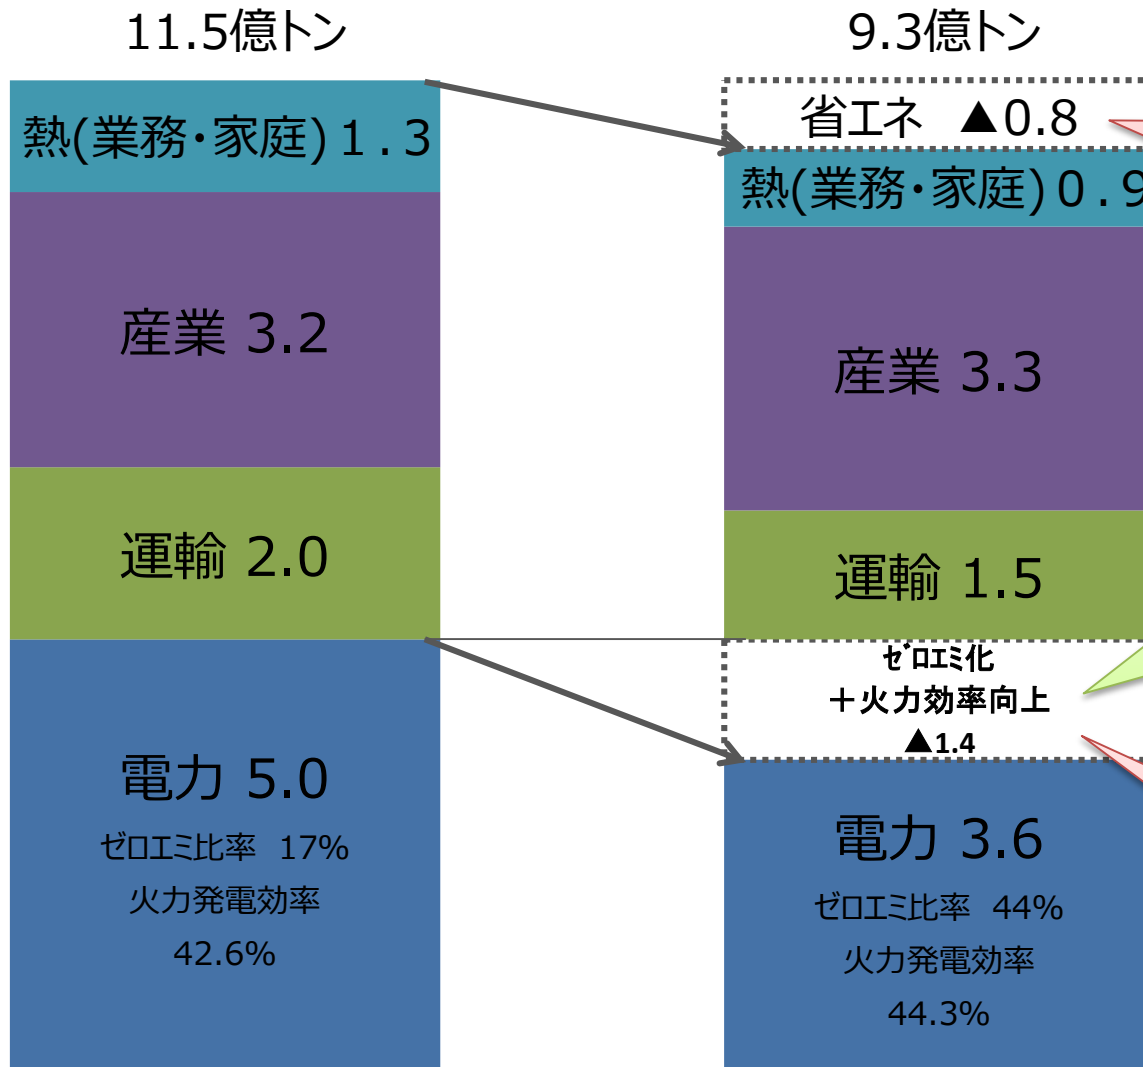 11.5億トン
熱(業務・家庭)1.3
産業 3.2
運輸 2.0
電力 5.0
ゼロエミ比率 17%
火力発電効率
42.6%
9.3億トン
省エネ ▲0.8
熱(業務・家庭)0.9
産業 3.3
運輸 1.5
ｾﾞﾛｴﾐ化
＋火力効率向上
▲1.4
電力 3.6
ゼロエミ比率 44%
火力発電効率
44.3%